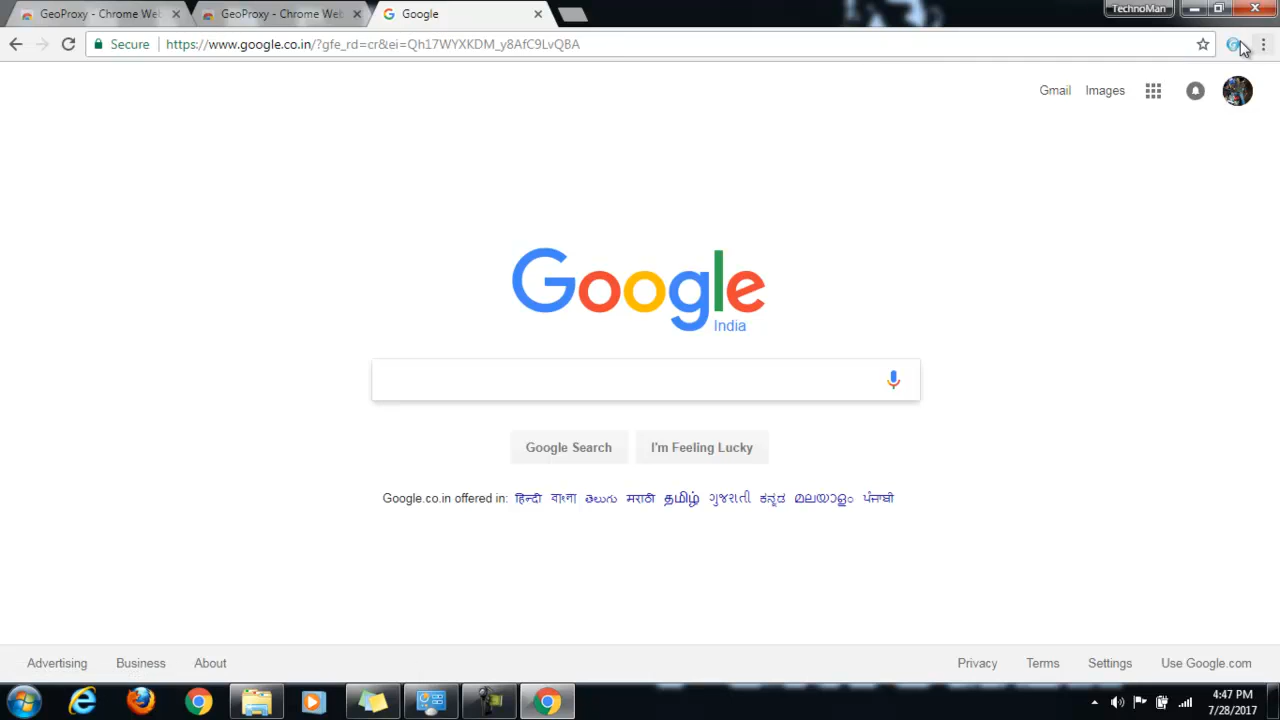 GeoProxy - Chrome Web
GeoProxy - Chrome Web
Google
TechnoMan
Secure
https://www.google.co.in/?gfe_rd=cr&ei=Qh17WYXKDM_y8AfC9LvQBA
Gmail
Images
Google
India
Google Search
I'm Feeling Lucky
Google.co.in offered in: हिन्दी বাংলা తెలుగు मराठी தமிழ் ગુજરાતી ಕನ್ನಡ മലയാളം ਪੰਜਾਬੀ
Advertising
Business
About
Privacy
Terms
Settings
Use Google.com
4:47 PM
7/28/2017